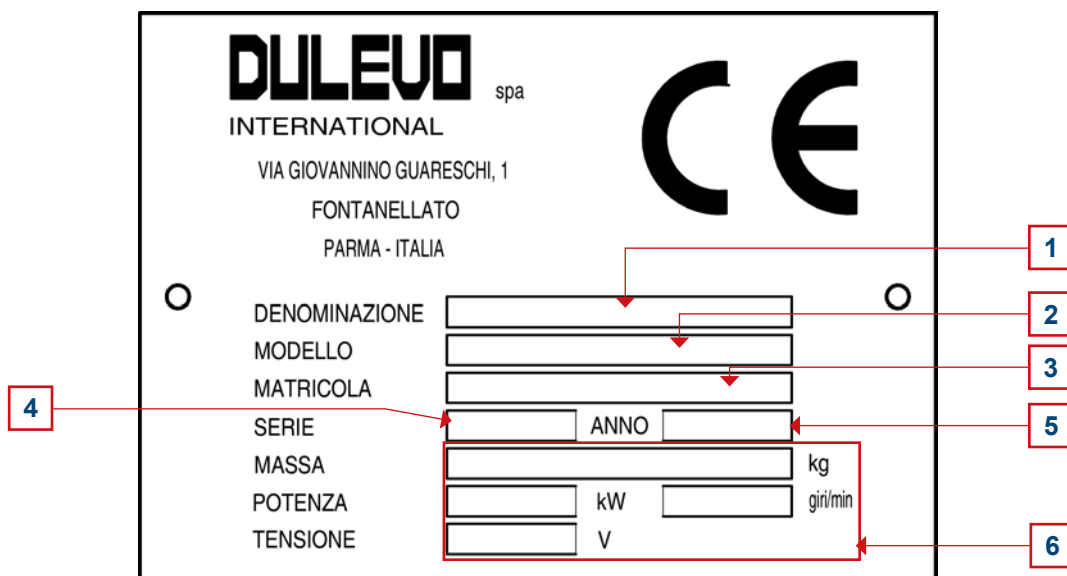 DULEVO spa
INTERNATIONAL
VIA GIOVANNINO GUARESCHI, 1
FONTANELLATO
PARMA - ITALIA
CE
1
DENOMINAZIONE
2
MODELLO
3
MATRICOLA
4
SERIE ANNO
5
MASSA kg
POTENZA kW giri/min
TENSIONE V
6